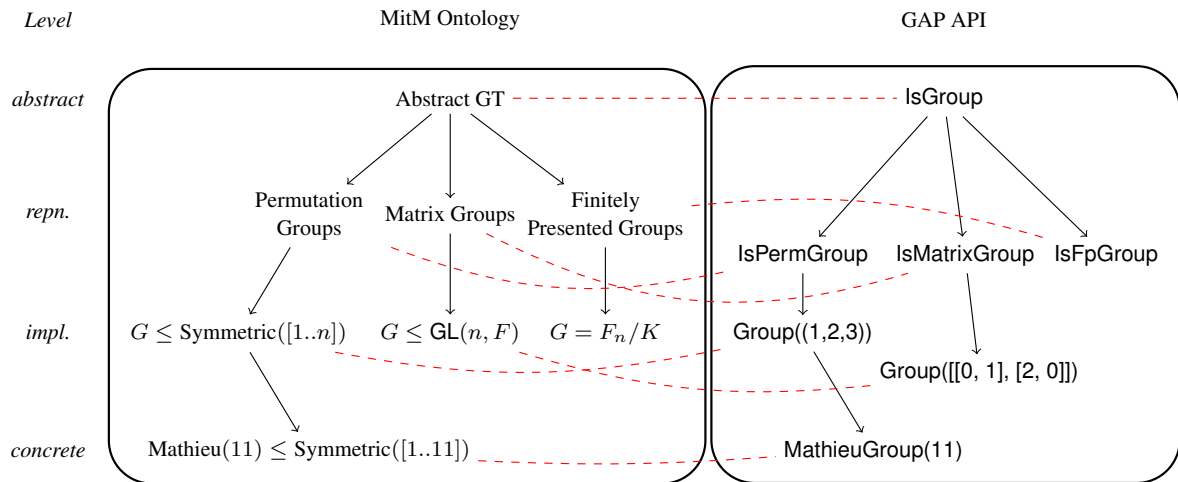 Level MitM Ontology GAP API
abstract Abstract GT IsGroup
repn. Permutation Groups Matrix Groups Finitely Presented Groups
IsPermGroup IsMatrixGroup IsFpGroup
impl. G ≤ Symmetric([1..n]) G ≤ GL(n, F) G = Fₙ/K Group((1,2,3))
Group([[0, 1], [2, 0]])
concrete Mathieu(11) ≤ Symmetric([1..11]) MathieuGroup(11)